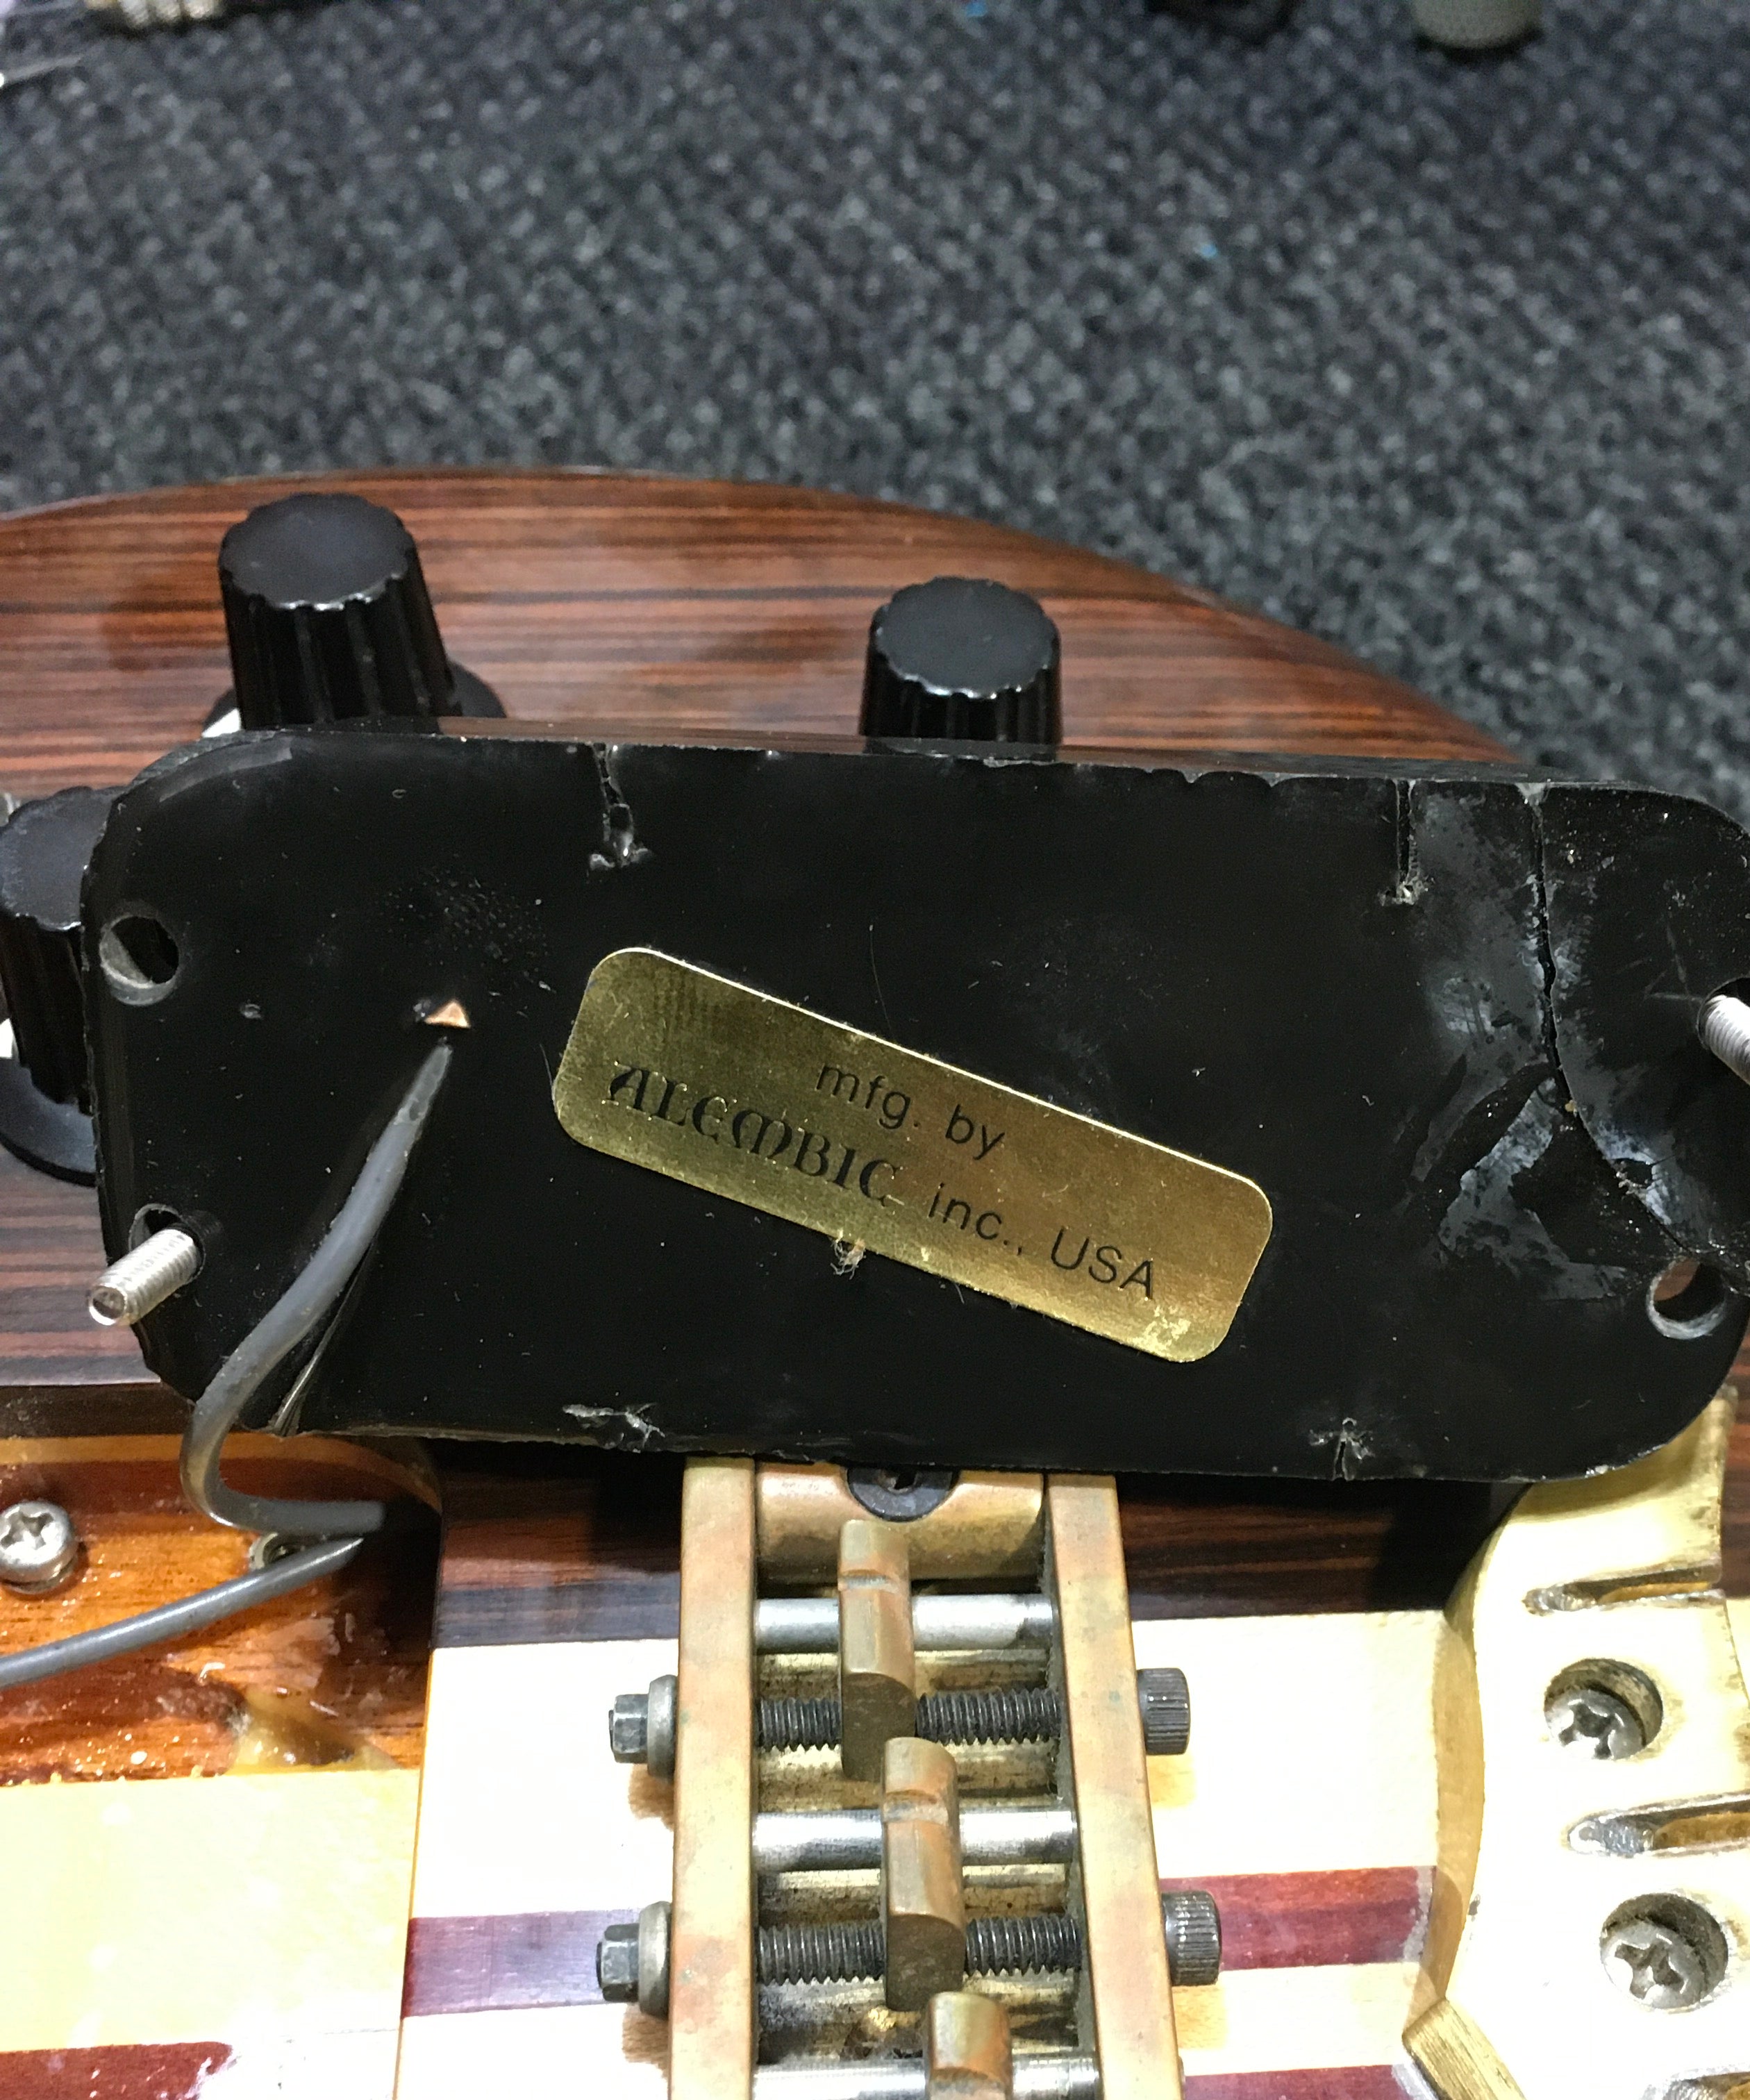 mfg. by
ALEMBIC inc., USA